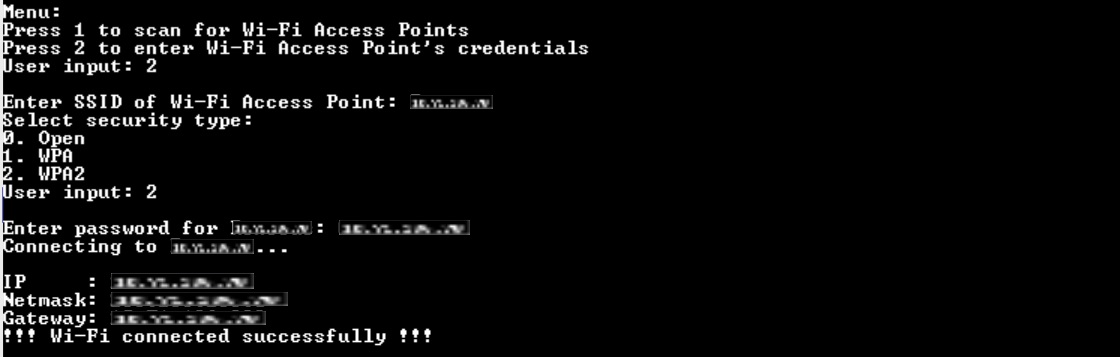 Menu:
Press 1 to scan for Wi-Fi Access Points
Press 2 to enter Wi-Fi Access Point's credentials
User input: 2
Enter SSID of Wi-Fi Access Point:
Select security type:
0. Open
1. WPA
2. WPA2
User input: 2
Enter password for :
Connecting to ...
IP :
Netmask:
Gateway:
!!! Wi-Fi connected successfully !!!